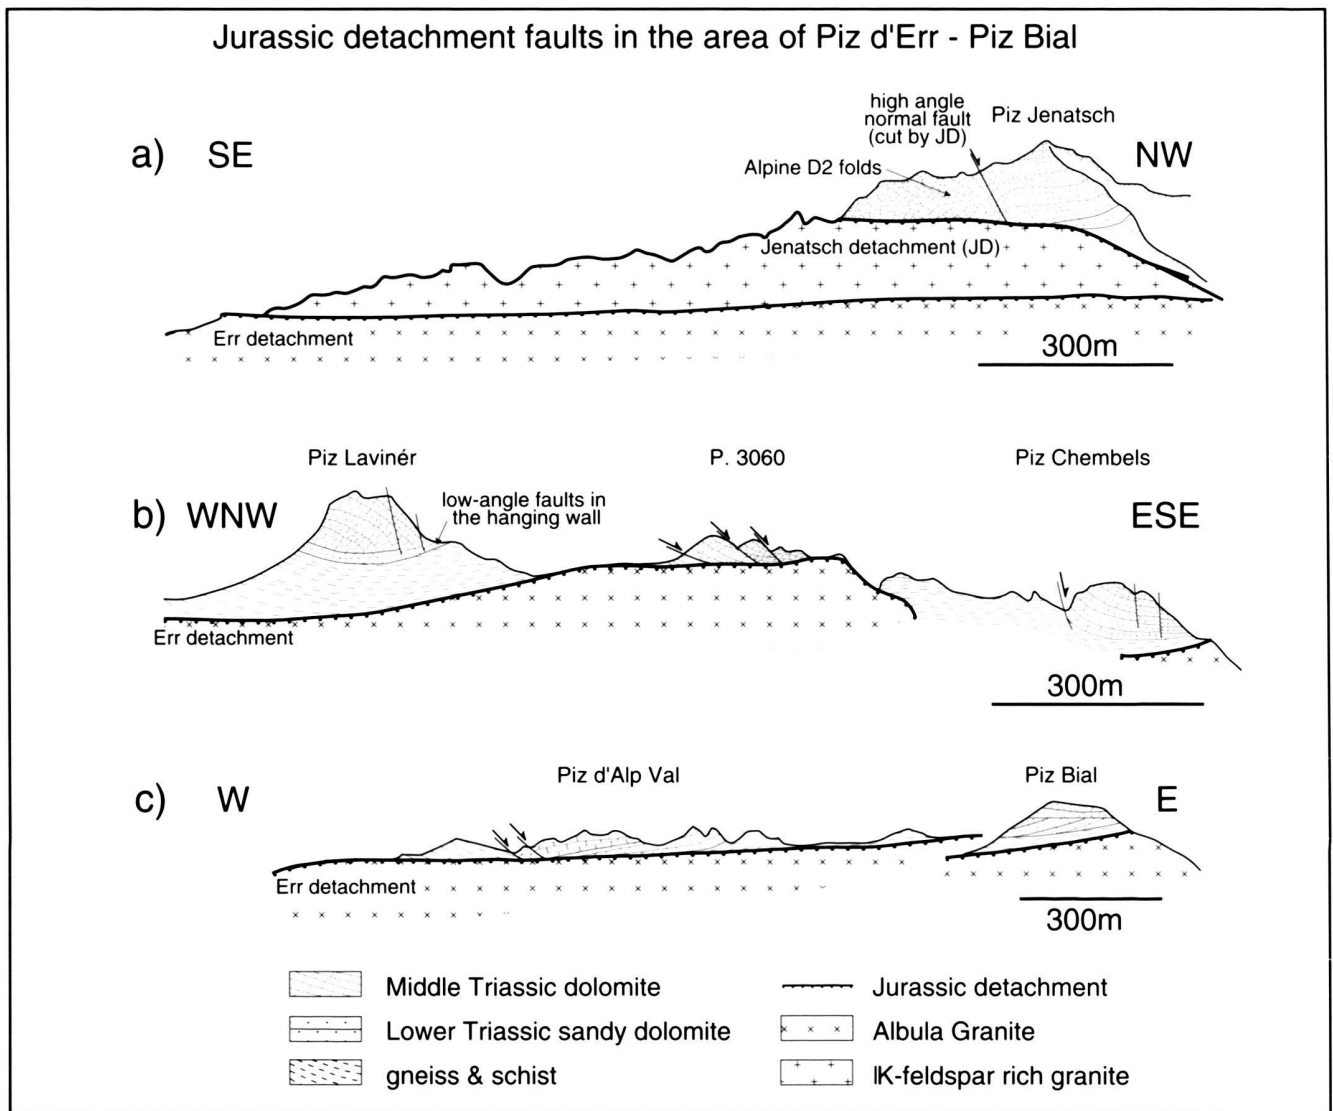 Jurassic detachment faults in the area of Piz d'Err - Piz Bial
a) SE
high angle
normal fault
(cut by JD)
Piz Jenatsch
NW
Alpine D2 folds
Jenatsch detachment (JD)
Err detachment
300m
Piz Lavinér
P. 3060
Piz Chembels
b) WNW
low-angle faults in
the hanging wall
ESE
Err detachment
300m
Piz d'Alp Val
Piz Bial
c) W
E
Err detachment
300m
Middle Triassic dolomite
Jurassic detachment
Lower Triassic sandy dolomite
Albula Granite
gneiss & schist
K-feldspar rich granite